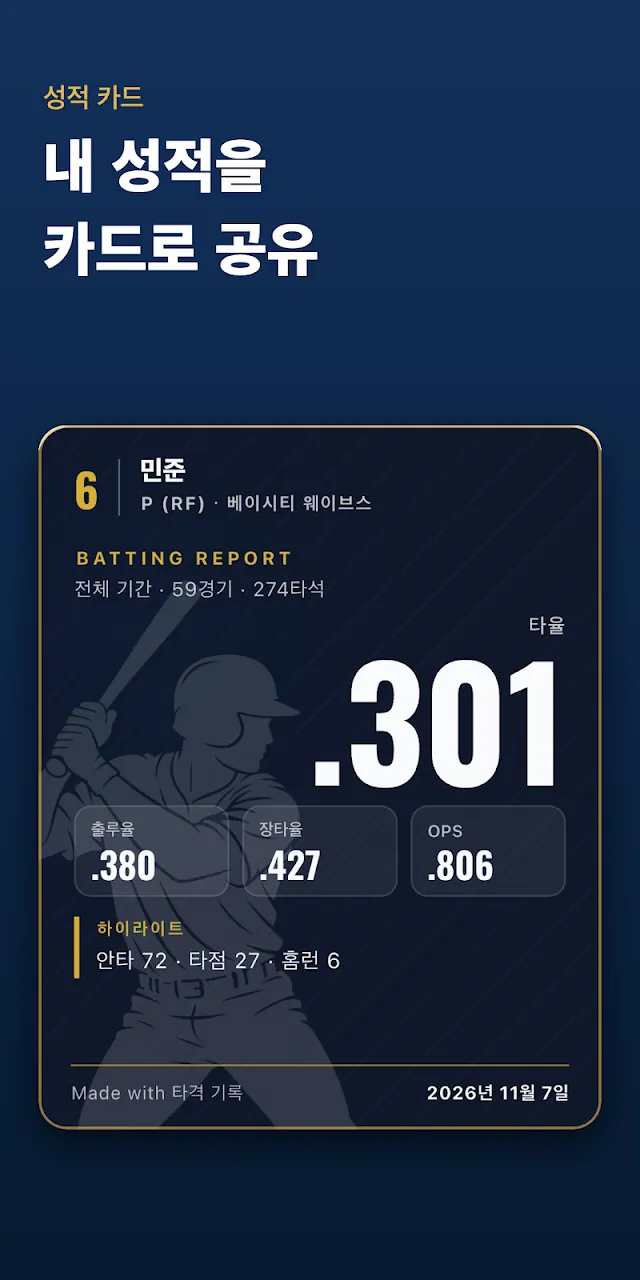 성적 카드
내 성적을
카드로 공유
6
민준
P (RF) · 베이시티 웨이브스
BATTING REPORT
전체 기간 · 59경기 · 274타석
타율
.301
출루율
장타율
OPS
.380
.427
.806
하이라이트
안타 72 · 타점 27 · 홈런 6
Made with 타격 기록
2026년 11월 7일